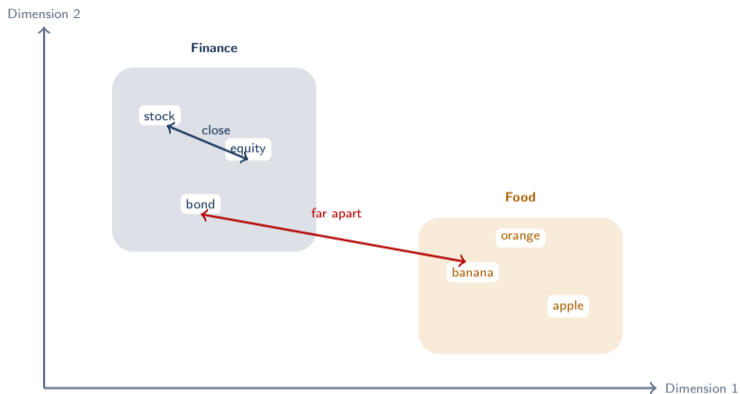 Dimension 2
Finance
stock
close
equity
bond
far apart
Food
orange
banana
apple
Dimension 1